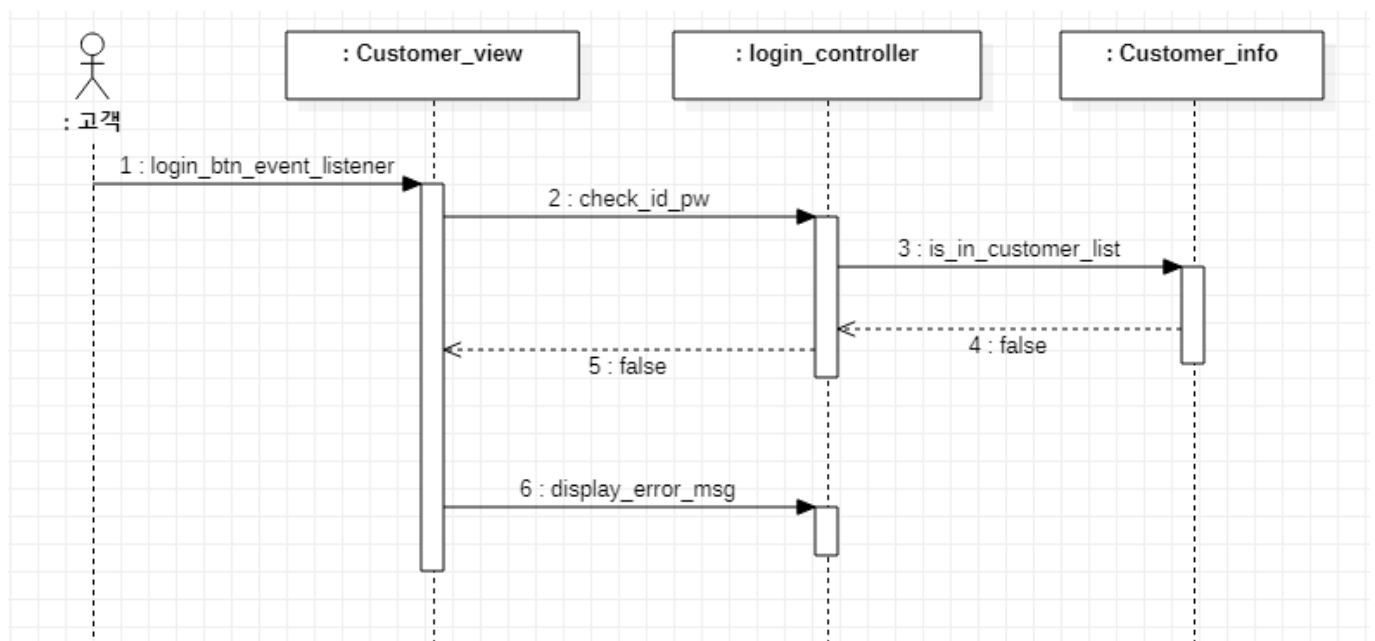 : Customer_view
: login_controller
: Customer_info
: 고객
1 : login_btn_event_listener
2 : check_id_pw
3 : is_in_customer_list
4 : false
5 : false
6 : display_error_msg